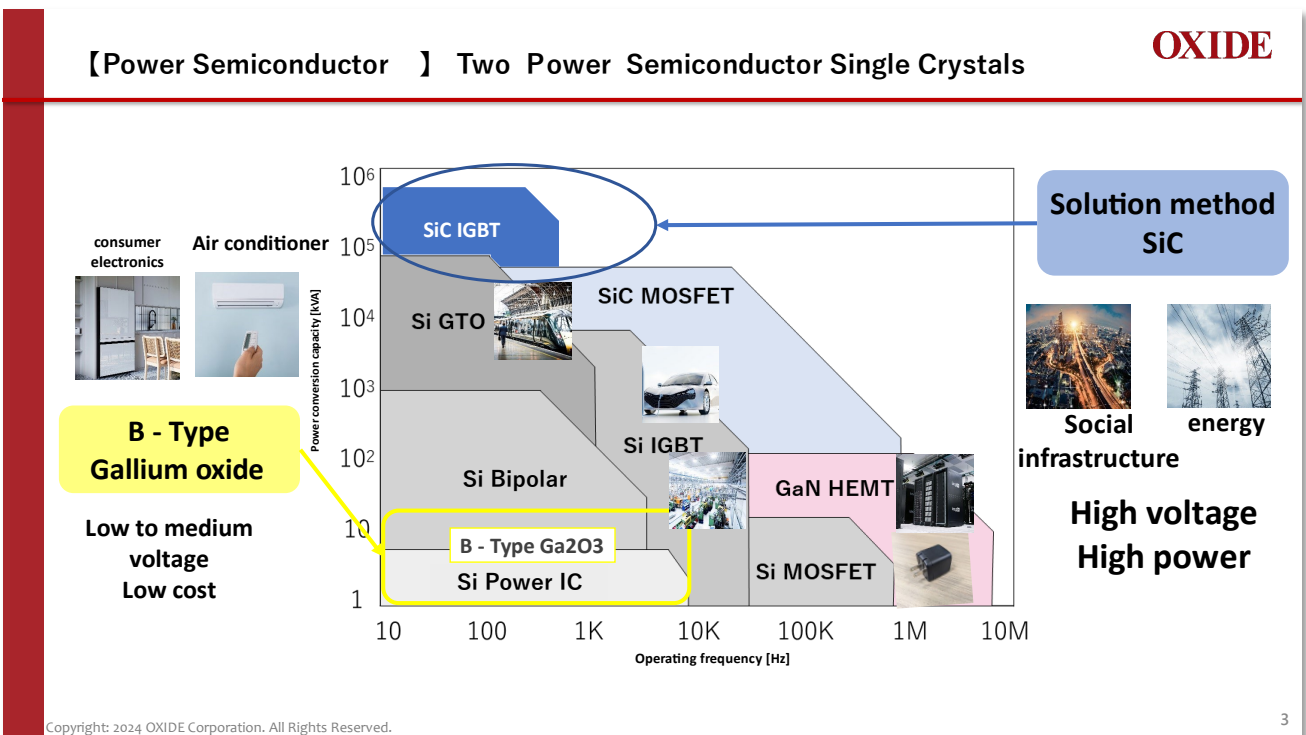 【Power Semiconductor 】 Two Power Semiconductor Single Crystals
OXIDE
consumer
electronics
Air conditioner
B - Type
Gallium oxide
Low to medium
voltage
Low cost
Power conversion capacity [kVA]
10⁶
10⁵
10⁴
10³
10²
10
1
SiC IGBT
SiC MOSFET
Si GTO
Si IGBT
Si Bipolar
GaN HEMT
B - Type Ga2O3
Si Power IC
Si MOSFET
10 100 1K 10K 100K 1M 10M
Operating frequency [Hz]
Solution method
SiC
Social
infrastructure
energy
High voltage
High power
Copyright: 2024 OXIDE Corporation. All Rights Reserved.
3